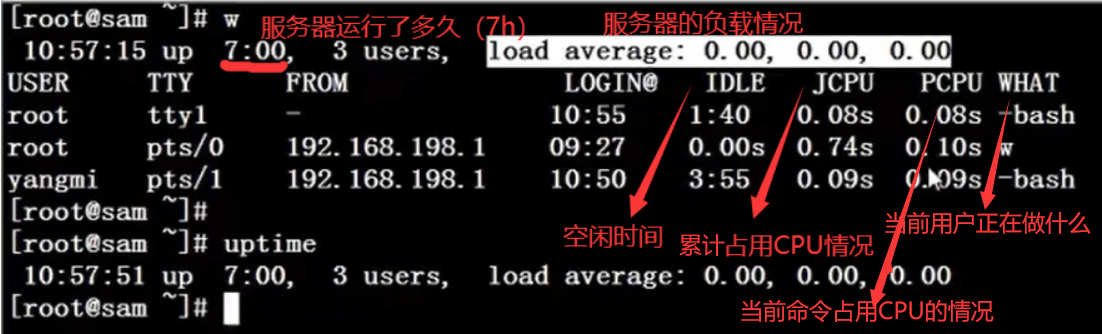 [root@sam ~]# w
服务器运行了多久（7h）
服务器的负载情况
10:57:15 up 7:00, 3 users, load average: 0.00, 0.00, 0.00
USER TTY FROM LOGIN@ IDLE JCPU PCPU WHAT
root tty1 - 10:55 1:40 0.08s 0.08s -bash
root pts/0 192.168.198.1 09:27 0.00s 0.74s 0.10s w
yangmi pts/1 192.168.198.1 10:50 3:55 0.09s 0.09s -bash
[root@sam ~]#
空闲时间
累计占用CPU情况
当前用户正在做什么
[root@sam ~]# uptime
10:57:51 up 7:00, 3 users, load average: 0.00, 0.00, 0.00
[root@sam ~]#
当前命令占用CPU的情况